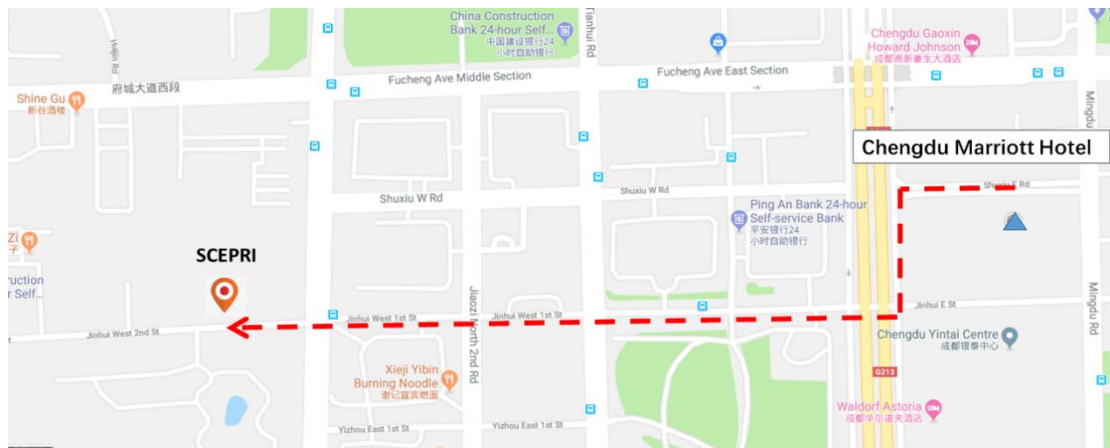 China Construction
Bank 24-hour Self...
中国建设银行24
小时自助银行
Tianhui Rd
Chengdu Gaoxin
Howard Johnson
成都高新豪生大酒店
Yixin Rd
Fucheng Ave Middle Section
Fucheng Ave East Section
府城大道西段
Shine Gu
新谷酒楼
Mingdu Rd
Chengdu Marriott Hotel
Shuxiu W Rd
Shuxiu E Rd
Ping An Bank 24-hour
Self-service Bank
平安银行24
小时自助银行
Zi
子
SCEPRI
ruction
r Self...
Jiaozi North 2nd Rd
Mingdu Rd
Jinhui E St
Jinhui West 1st St
Jinhui West 1st St
Jinhui West 2nd St
Chengdu Yintai Centre
成都银泰中心
Xieji Yibin
Burning Noodle
谢记宜宾燃面
G213
Waldorf Astoria
成都华尔道夫酒店
Yizhou East 1st St
Yizhou East 1st St